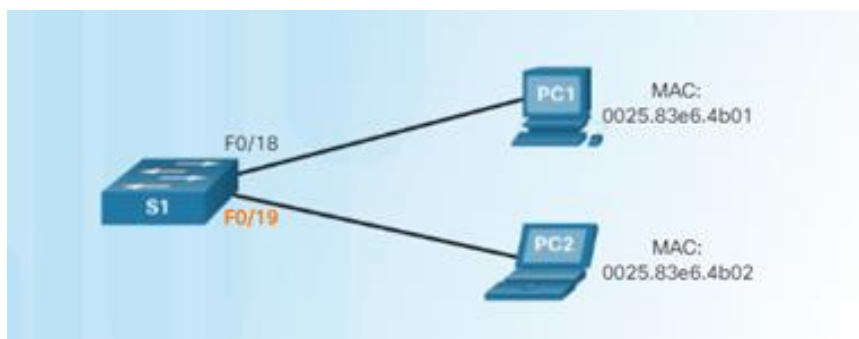 PC1
MAC:
0025.83e6.4b01
F0/18
S1
F0/19
PC2
MAC:
0025.83e6.4b02